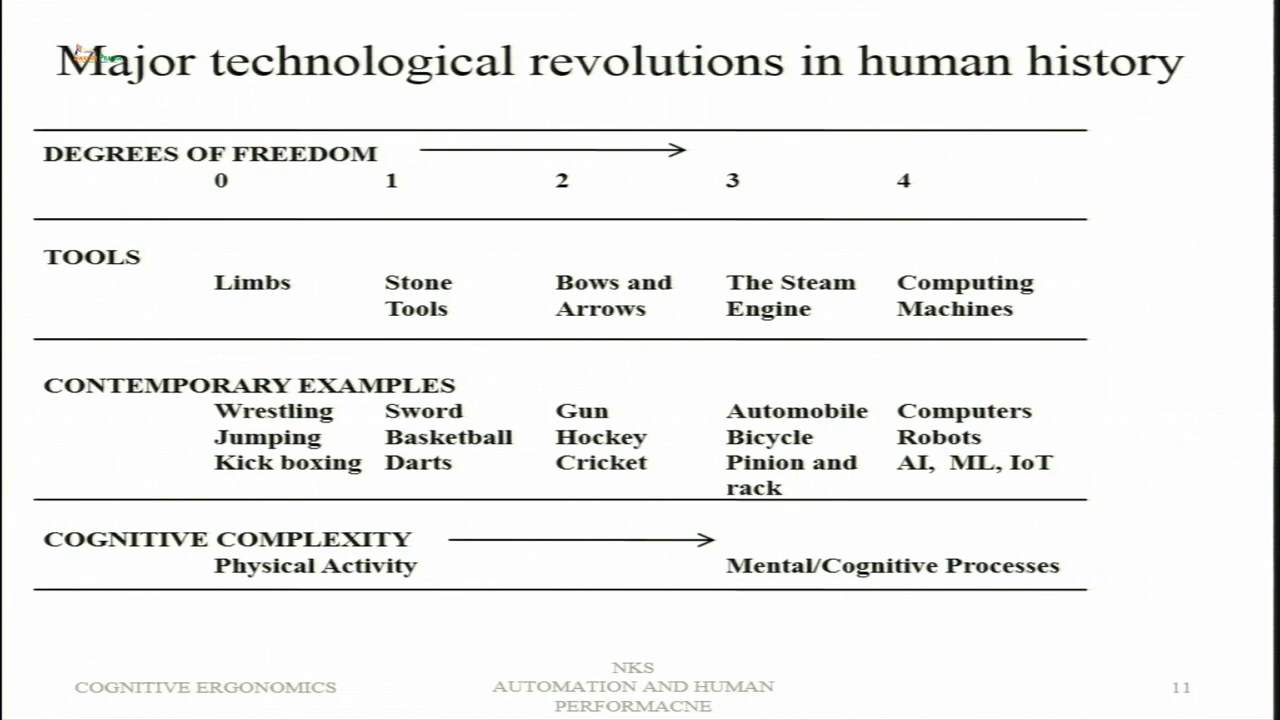 Major technological revolutions in human history
DEGREES OF FREEDOM
0 1 2 3 4
TOOLS
Limbs Stone Bows and The Steam Computing
Tools Arrows Engine Machines
CONTEMPORARY EXAMPLES
Wrestling Sword Gun Automobile Computers
Jumping Basketball Hockey Bicycle Robots
Kick boxing Darts Cricket Pinion and AI, ML, IoT
rack
COGNITIVE COMPLEXITY
Physical Activity Mental/Cognitive Processes
NKS
COGNITIVE ERGONOMICS AUTOMATION AND HUMAN 11
PERFORMACNE